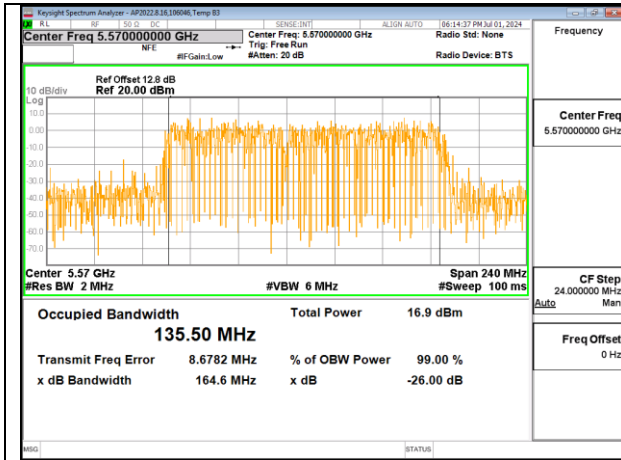 Keysight Spectrum Analyzer - AP2022.8.16,106046,Temp B3
RL RF 50 Ω DC SENSE:INT ALIGN AUTO 06:14:37 PM Jul 01, 2024
Center Freq 5.570000000 GHz
NFE
#IFGain:Low
Center Freq: 5.570000000 GHz
Trig: Free Run
#Atten: 20 dB
Radio Std: None
Radio Device: BTS
Ref Offset 12.8 dB
10 dB/div Ref 20.00 dBm
Log
10.0
0.00
-10.0
-20.0
-30.0
-40.0
-50.0
-60.0
-70.0
Center 5.57 GHz Span 240 MHz
#Res BW 2 MHz #VBW 6 MHz #Sweep 100 ms
Occupied Bandwidth Total Power 16.9 dBm
135.50 MHz
Transmit Freq Error 8.6782 MHz % of OBW Power 99.00 %
x dB Bandwidth 164.6 MHz x dB -26.00 dB
MSG STATUS
Frequency
Center Freq
5.570000000 GHz
CF Step
24.000000 MHz
Auto Man
Freq Offset
0 Hz